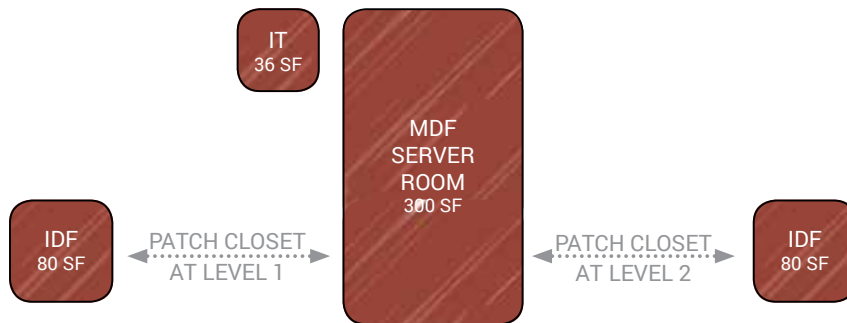 IT
36 SF
MDF
SERVER
ROOM
300 SF
IDF
80 SF
PATCH CLOSET
AT LEVEL 1
PATCH CLOSET
AT LEVEL 2
IDF
80 SF